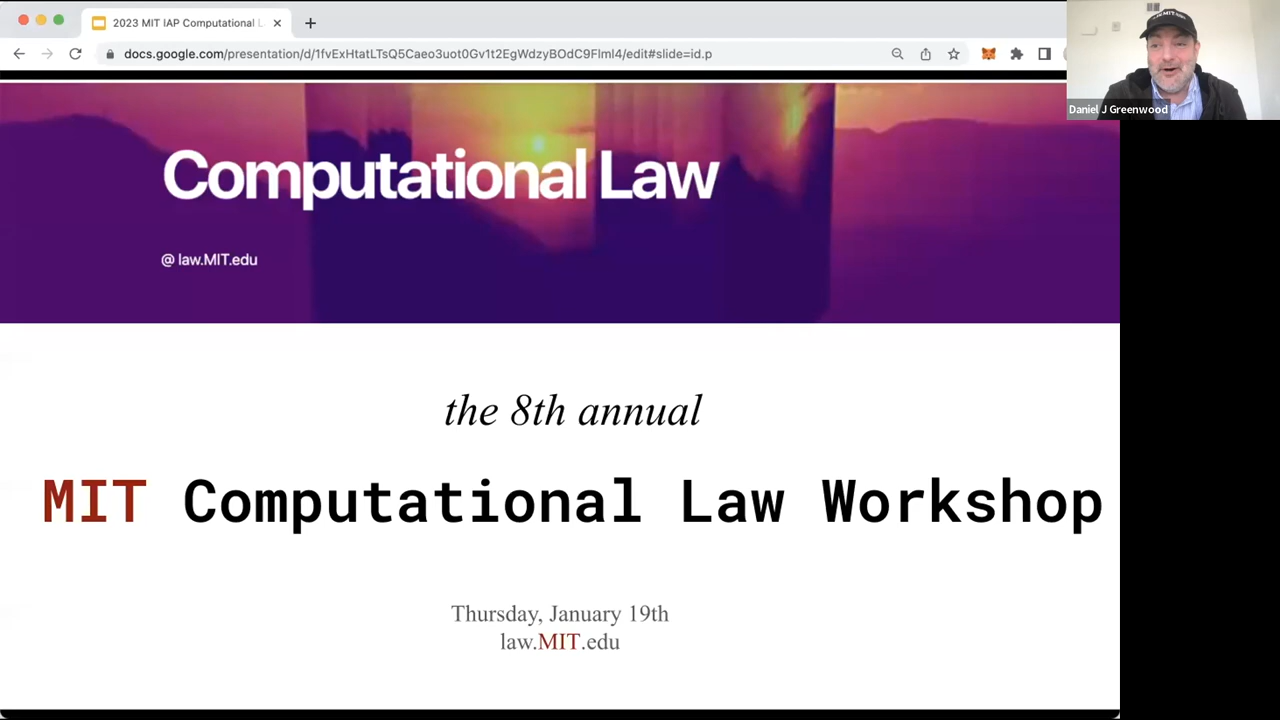 2023 MIT IAP Computational L
docs.google.com/presentation/d/1fvExHtatLTsQ5Caeo3uot0Gv1t2EgWdzyBOdC9Flml4/edit#slide=id.p
Daniel J Greenwood
Computational Law
@ law.MIT.edu
the 8th annual
MIT Computational Law Workshop
Thursday, January 19th
law.MIT.edu